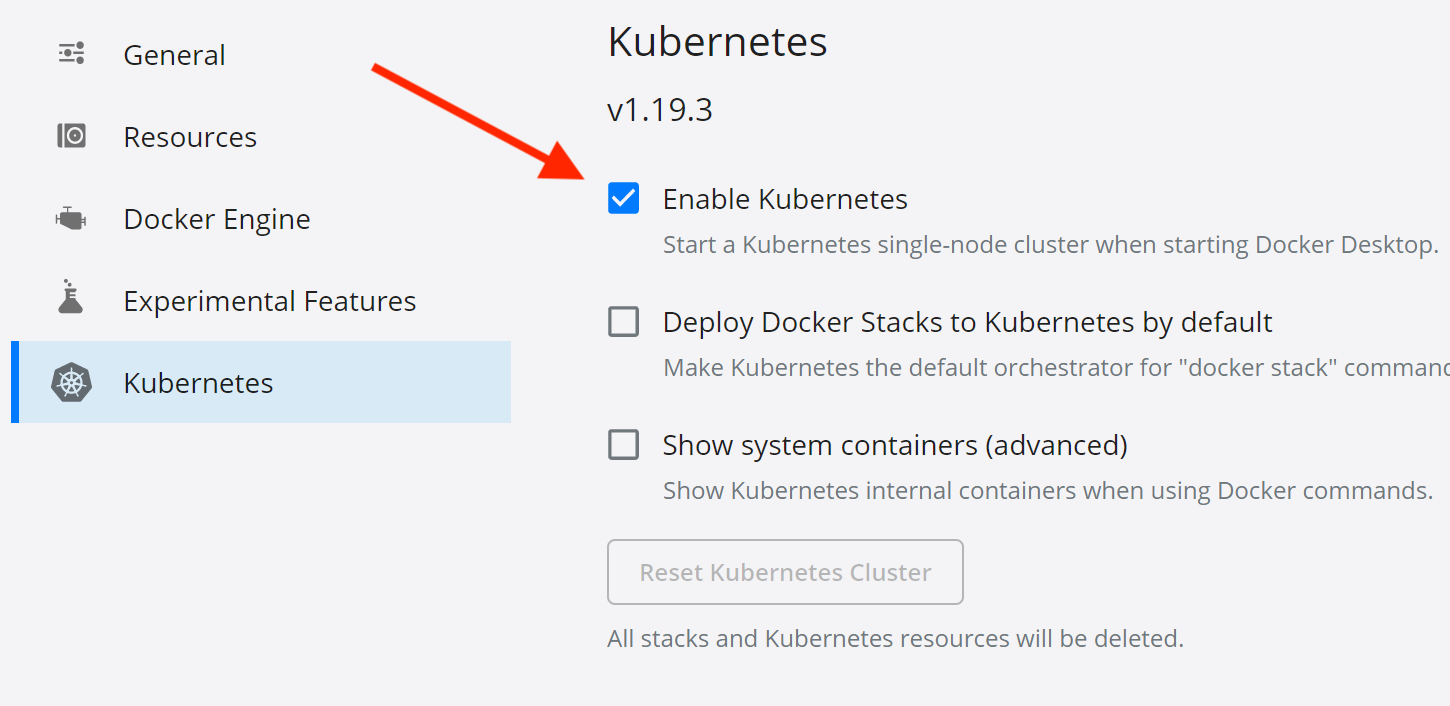 General
Resources
Docker Engine
Experimental Features
Kubernetes
Kubernetes
v1.19.3
Enable Kubernetes
Start a Kubernetes single-node cluster when starting Docker Desktop.
Deploy Docker Stacks to Kubernetes by default
Make Kubernetes the default orchestrator for "docker stack" command
Show system containers (advanced)
Show Kubernetes internal containers when using Docker commands.
Reset Kubernetes Cluster
All stacks and Kubernetes resources will be deleted.